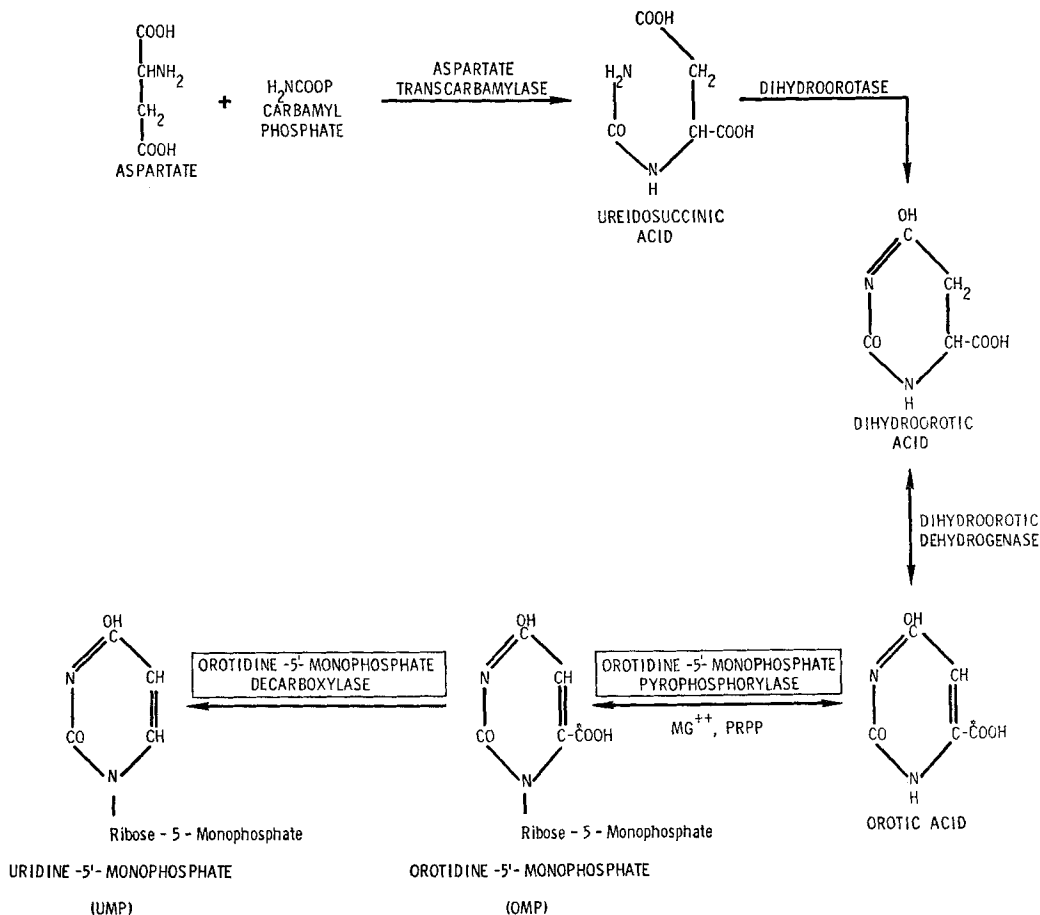 COOH
CHNH2
CH2
COOH
ASPARTATE
+
H2NCOOP
CARBAMYL
PHOSPHATE
ASPARTATE
TRANSCARBAMYLASE
COOH
H2N
CH2
CO
CH-COOH
N
H
UREIDOSUCCINIC
ACID
DIHYDROOROTASE
OH
C
N
CH2
CO
CH-COOH
N
H
DIHYDROOROTIC
ACID
DIHYDROOROTIC
DEHYDROGENASE
OH
C
N
CH
CO
C-C̊OOH
N
H
OROTIC ACID
OROTIDINE -5'- MONOPHOSPHATE
PYROPHOSPHORYLASE
MG++, PRPP
OH
C
N
CH
CO
C-C̊OOH
N
Ribose - 5 - Monophosphate
OROTIDINE -5'- MONOPHOSPHATE
(OMP)
OROTIDINE -5'- MONOPHOSPHATE
DECARBOXYLASE
OH
C
N
CH
CO
CH
N
Ribose - 5 - Monophosphate
URIDINE -5'- MONOPHOSPHATE
(UMP)